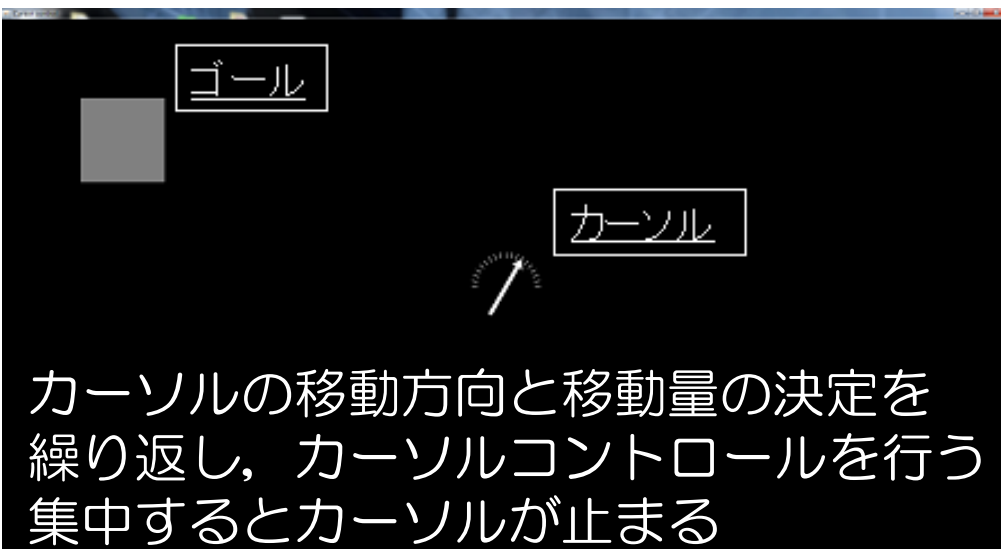 ゴール
カーソル
カーソルの移動方向と移動量の決定を
繰り返し，カーソルコントロールを行う
集中するとカーソルが止まる